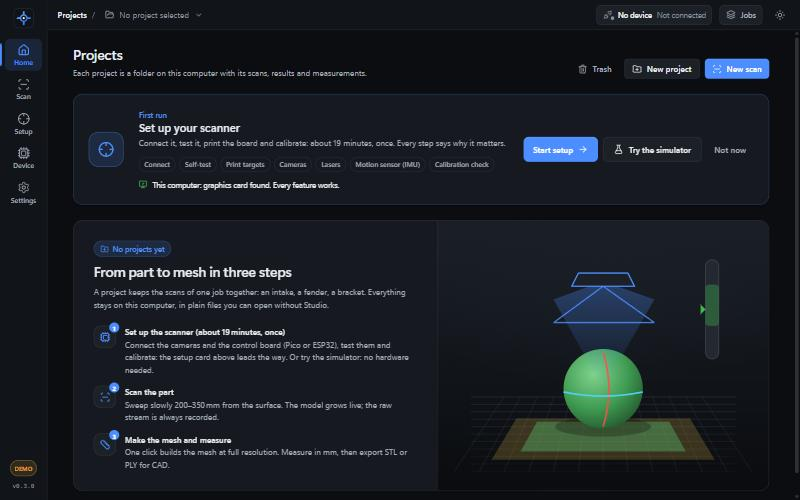 Projects / No project selected
No device Not connected
Jobs
Home
Scan
Setup
Device
Settings
DEMO
v0.3.0
Projects
Each project is a folder on this computer with its scans, results and measurements.
Trash
New project
New scan
First run
Set up your scanner
Connect it, test it, print the board and calibrate: about 19 minutes, once. Every step says why it matters.
Connect Self-test Print targets Cameras Lasers Motion sensor (IMU) Calibration check
This computer: graphics card found. Every feature works.
Start setup
Try the simulator
Not now
No projects yet
From part to mesh in three steps
A project keeps the scans of one job together: an intake, a fender, a bracket. Everything
stays on this computer, in plain files you can open without Studio.
1
Set up the scanner (about 19 minutes, once)
Connect the cameras and the control board (Pico or ESP32), test them and
calibrate: the setup card above leads the way. Or try the simulator: no hardware
needed.
2
Scan the part
Sweep slowly 200–350 mm from the surface. The model grows live; the raw
stream is always recorded.
3
Make the mesh and measure
One click builds the mesh at full resolution. Measure in mm, then export STL or
PLY for CAD.